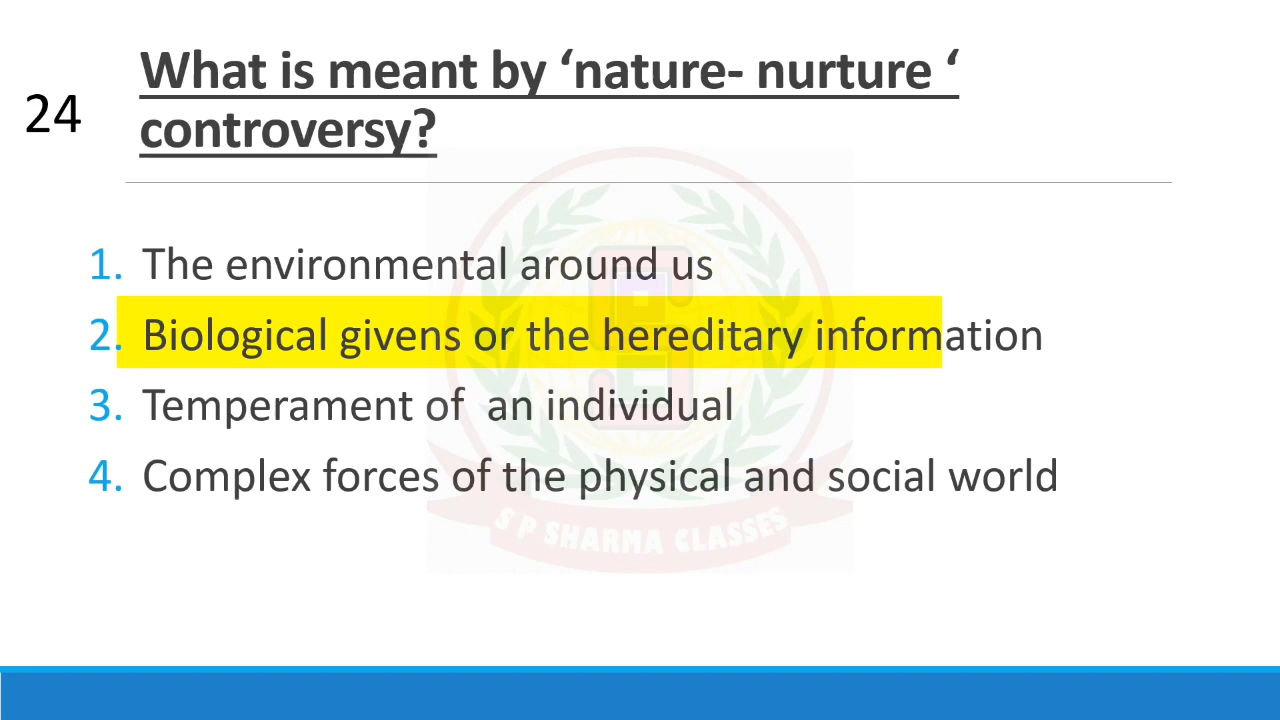 24
What is meant by ‘nature- nurture ‘
controversy?
1. The environmental around us
2. Biological givens or the hereditary information
3. Temperament of  an individual
4. Complex forces of the physical and social world
S P SHARMA CLASSES